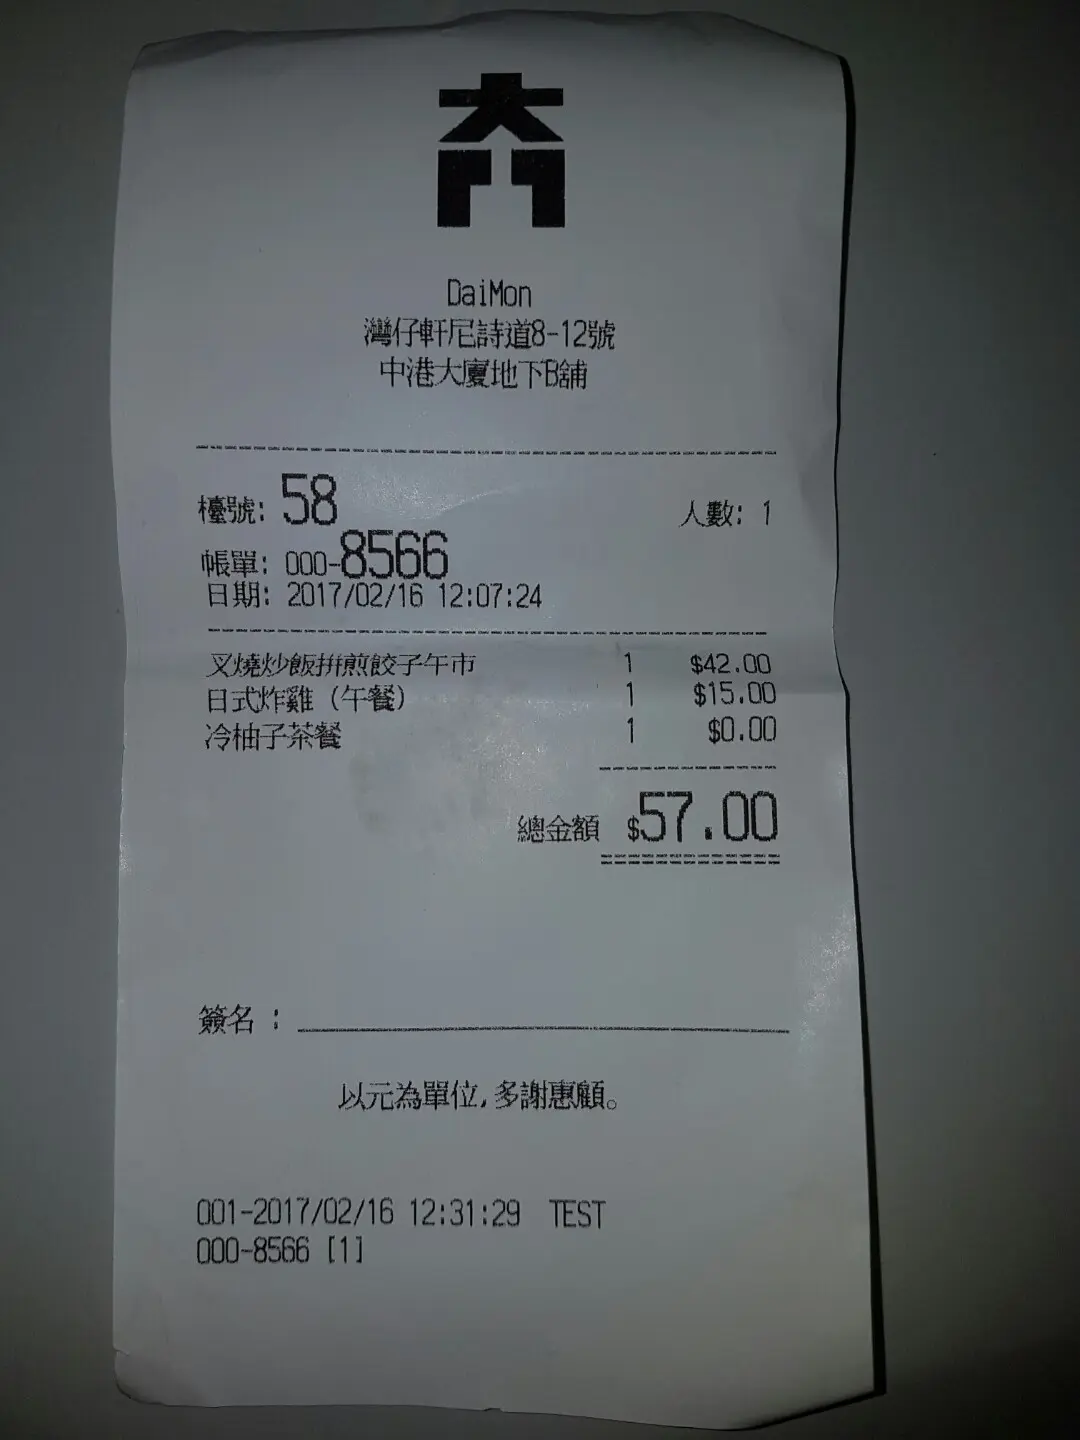 大門
DaiMon
灣仔軒尼詩道8-12號
中港大廈地下B舖
檯號: 58 人數: 1
帳單: 000-8566
日期: 2017/02/16 12:07:24
叉燒炒飯拼煎餃子午市 1 $42.00
日式炸雞 (午餐) 1 $15.00
冷柚子茶餐 1 $0.00
總金額 $57.00
簽名 :
以元為單位,多謝惠顧。
001-2017/02/16 12:31:29 TEST
000-8566 [1]